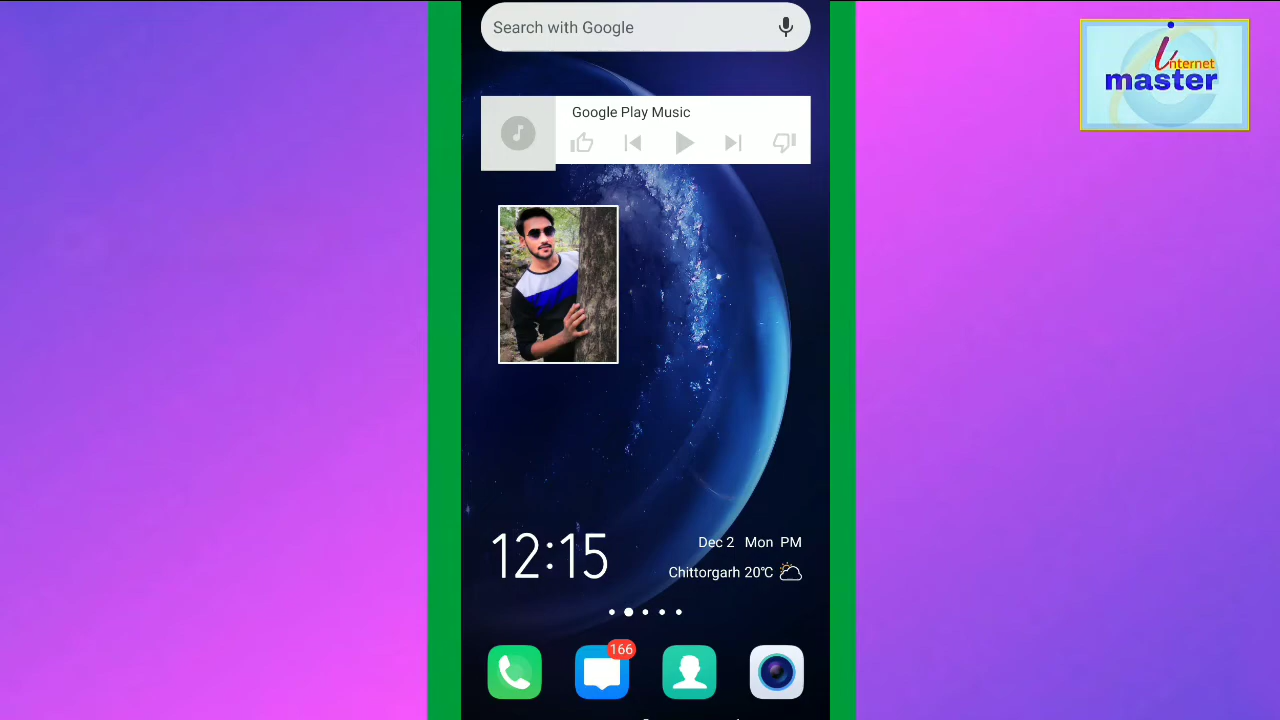 Search with Google
internet
master
Google Play Music
12:15
Dec 2 Mon PM
Chittorgarh 20℃
166